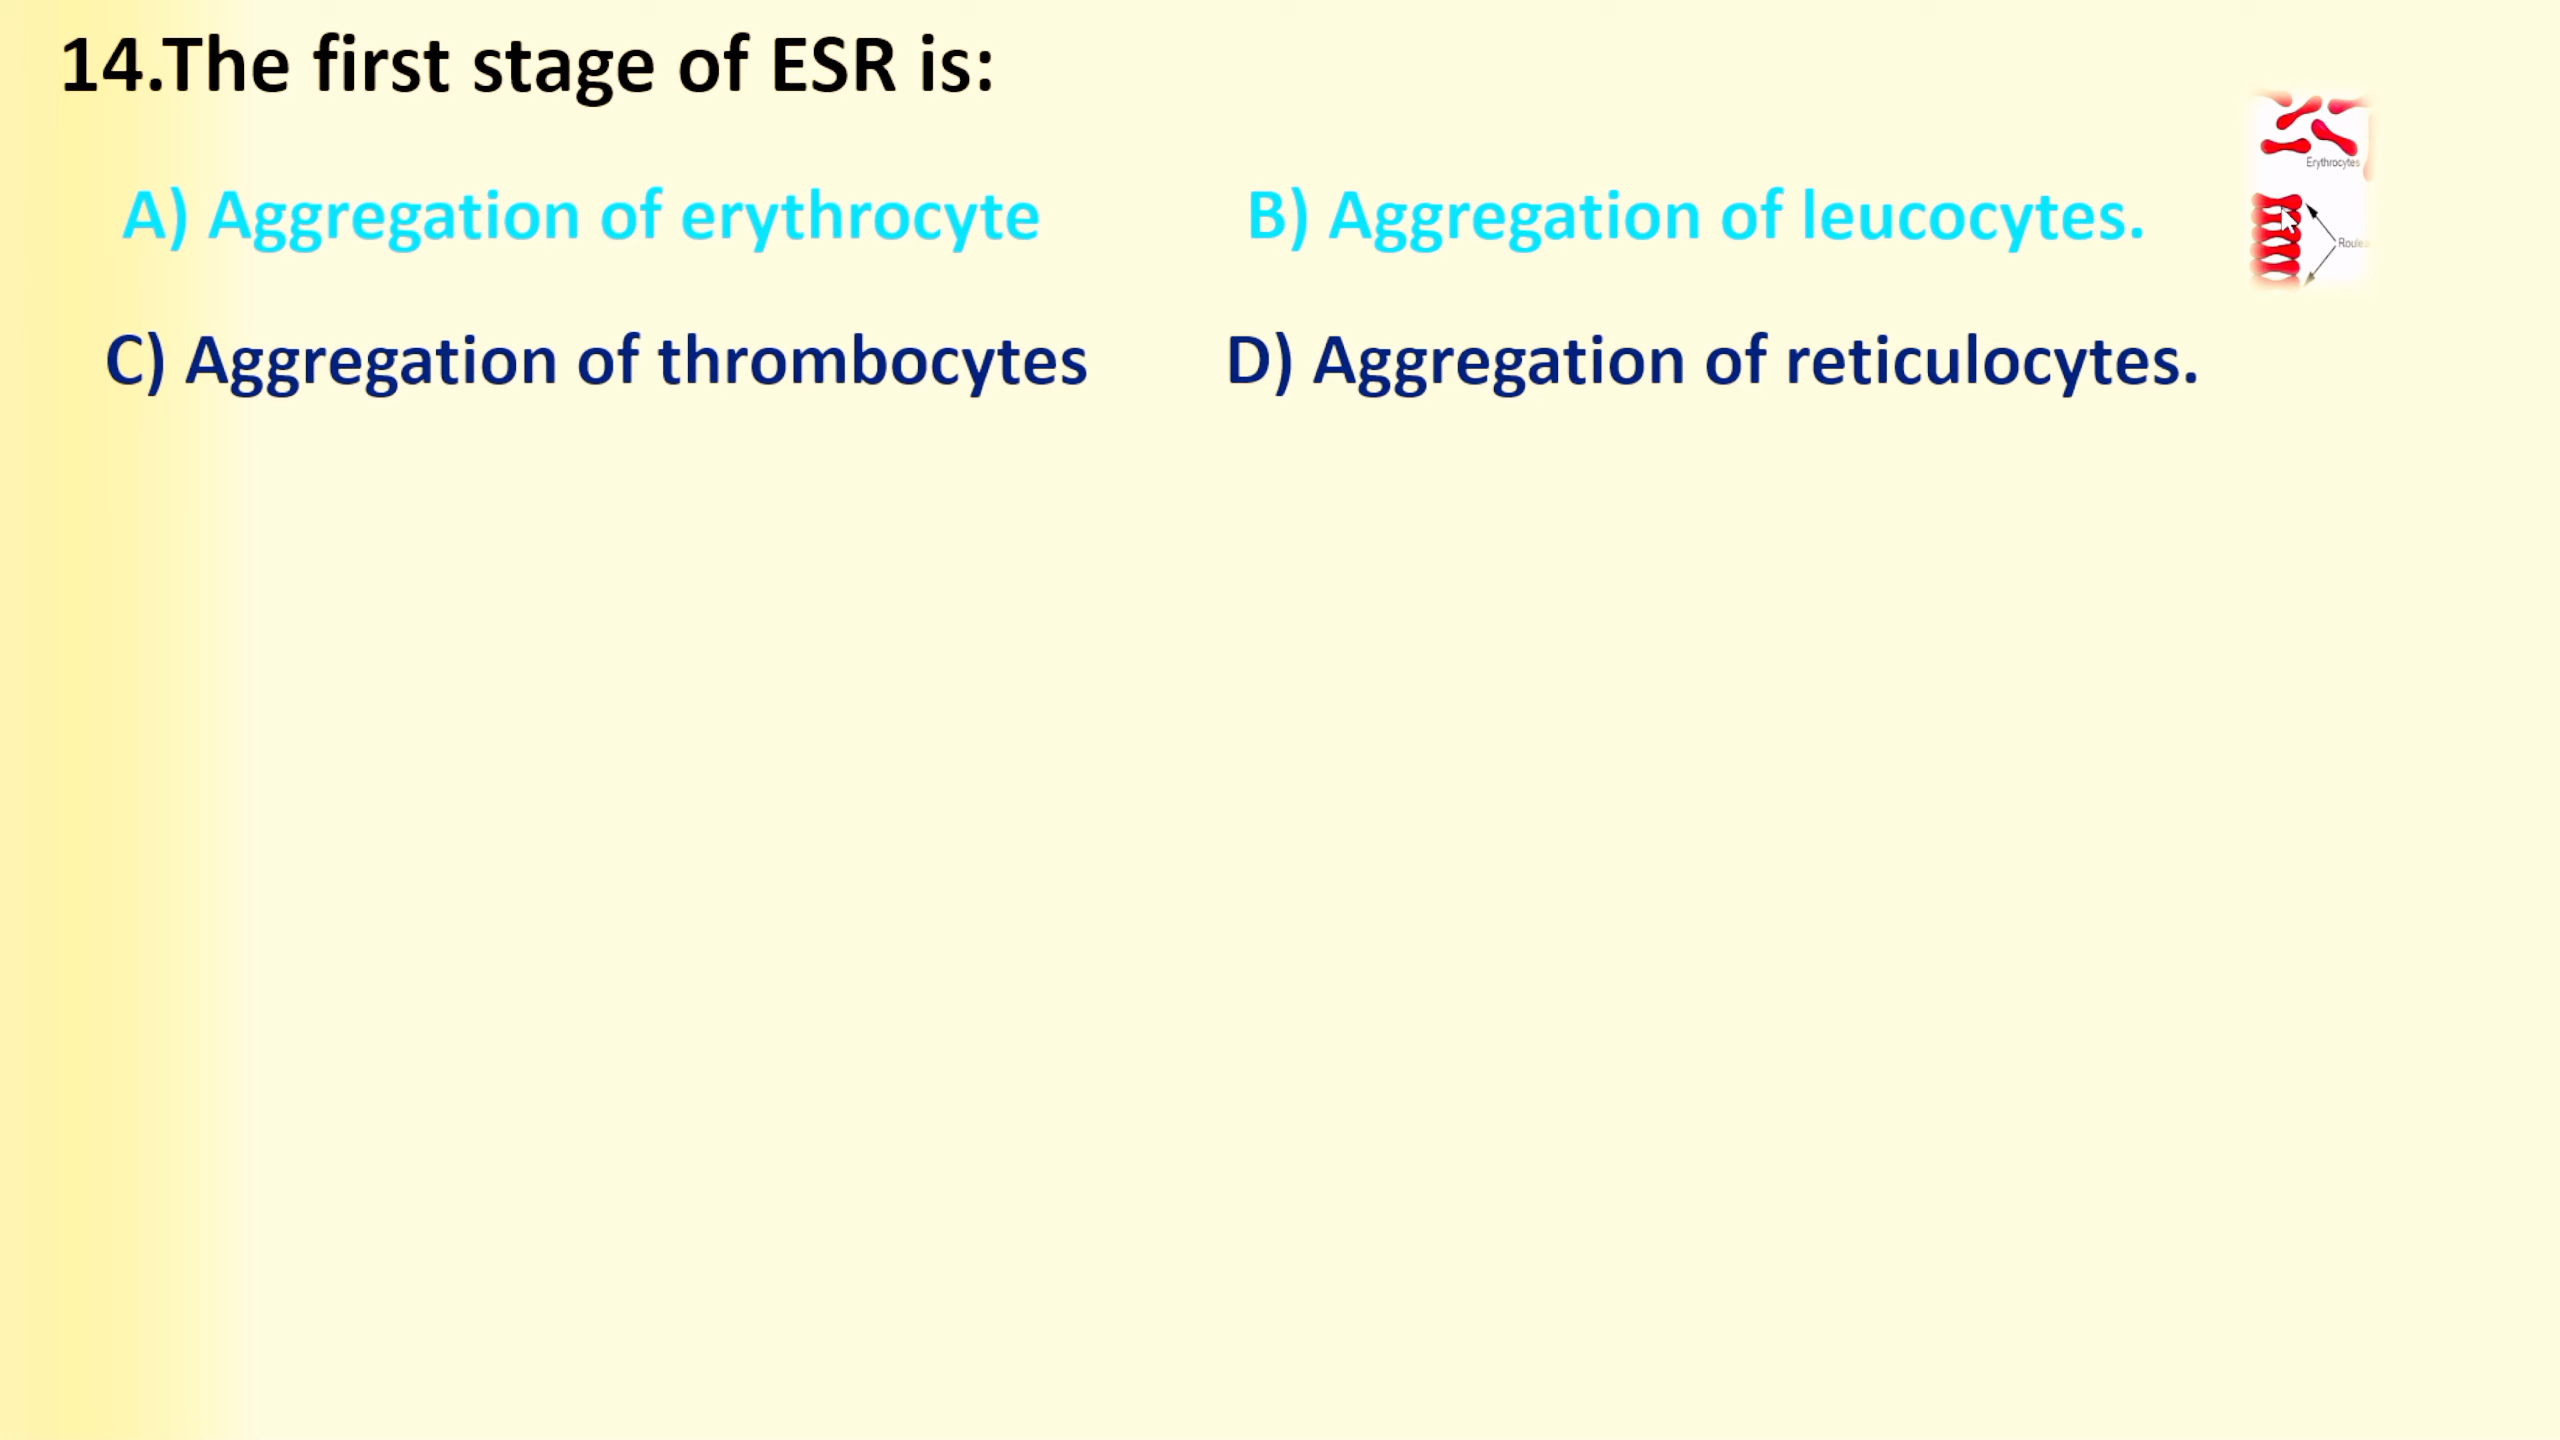 14.The first stage of ESR is:
Erythrocytes
A) Aggregation of erythrocyte B) Aggregation of leucocytes.
C) Aggregation of thrombocytes D) Aggregation of reticulocytes.